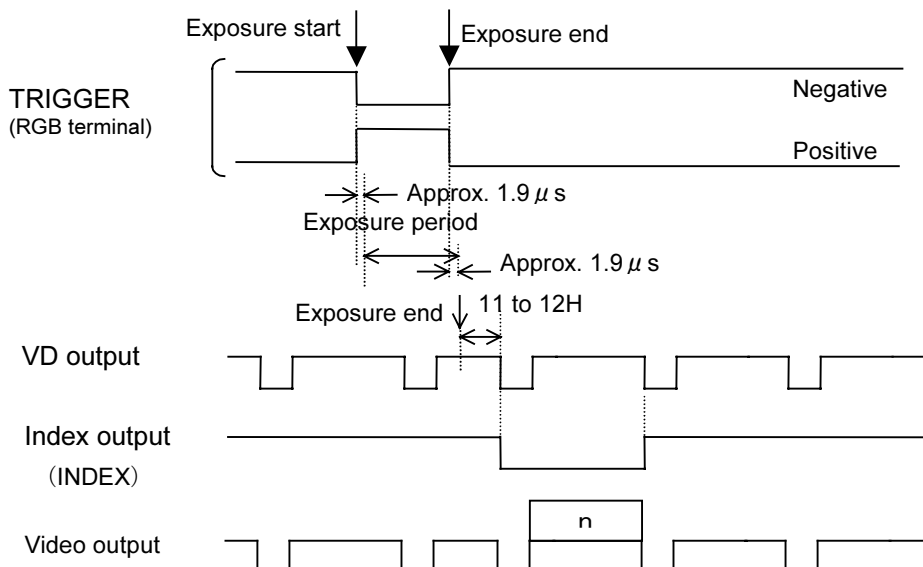 Exposure start
Exposure end
TRIGGER
(RGB terminal)
Negative
Positive
Approx. 1.9 μ s
Exposure period
Approx. 1.9 μ s
Exposure end
11 to 12H
VD output
Index output
（INDEX）
n
Video output